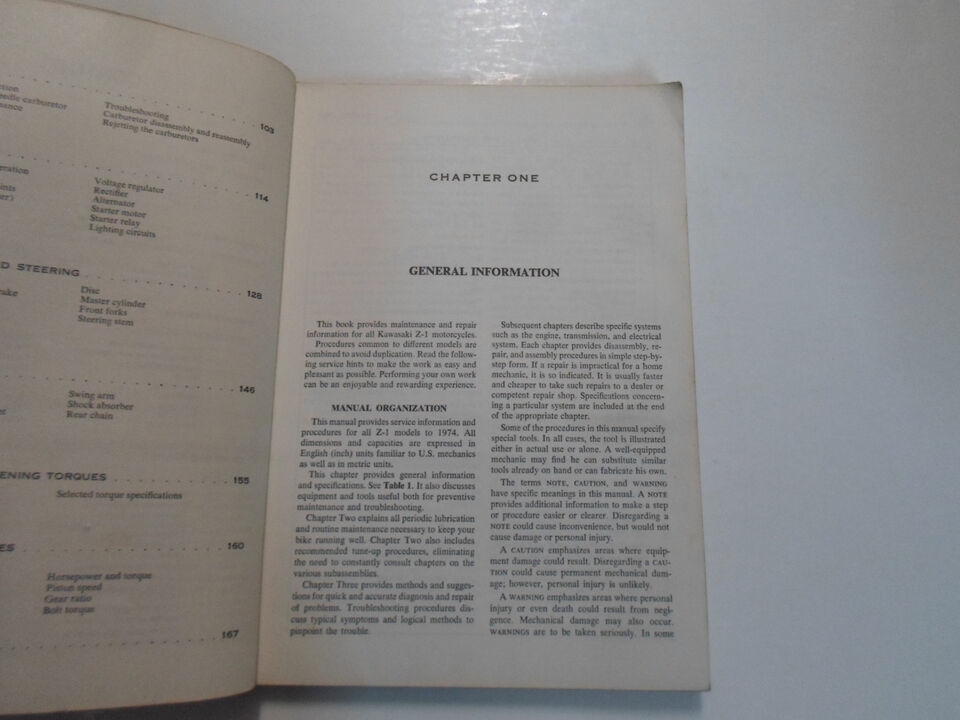 eedle carburetor
Troubleshooting
Carburetor disassembly and reassembly
Rejetting the carburetors
103
Voltage regulator
Rectifier
Alternator
Starter motor
Starter relay
Lighting circuits
114
D STEERING
128
Disc
Master cylinder
Front forks
Steering stem
146
Swing arm
Shock absorber
Rear chain
ENING TORQUES
155
Selected torque specifications
ES
160
Horsepower and torque
Piston speed
Gear ratio
Bolt torque
167
CHAPTER ONE
GENERAL INFORMATION
This book provides maintenance and repair
information for all Kawasaki Z-1 motorcycles.
Procedures common to different models are
combined to avoid duplication. Read the follow-
ing service hints to make the work as easy and
pleasant as possible. Performing your own work
can be an enjoyable and rewarding experience.
MANUAL ORGANIZATION
This manual provides service information and
procedures for all Z-1 models to 1974. All
dimensions and capacities are expressed in
English (inch) units familiar to U.S. mechanics
as well as in metric units.
This chapter provides general information
and specifications. See Table 1. It also discusses
equipment and tools useful both for preventive
maintenance and troubleshooting.
Chapter Two explains all periodic lubrication
and routine maintenance necessary to keep your
bike running well. Chapter Two also includes
recommended tune-up procedures, eliminating
the need to constantly consult chapters on the
various subassemblies.
Chapter Three provides methods and sugges-
tions for quick and accurate diagnosis and repair
of problems. Troubleshooting procedures dis-
cuss typical symptoms and logical methods to
pinpoint the trouble.
Subsequent chapters describe specific systems
such as the engine, transmission, and electrical
system. Each chapter provides disassembly, re-
pair, and assembly procedures in simple step-by-
step form. If a repair is impractical for a home
mechanic, it is so indicated. It is usually faster
and cheaper to take such repairs to a dealer or
competent repair shop. Specifications concern-
ing a particular system are included at the end
of the appropriate chapter.
Some of the procedures in this manual specify
special tools. In all cases, the tool is illustrated
either in actual use or alone. A well-equipped
mechanic may find he can substitute similar
tools already on hand or can fabricate his own.
The terms NOTE, CAUTION, and WARNING
have specific meanings in this manual. A NOTE
provides additional information to make a step
or procedure easier or clearer. Disregarding a
NOTE could cause inconvenience, but would not
cause damage or personal injury.
A CAUTION emphasizes areas where equip-
ment damage could result. Disregarding a CAU-
TION could cause permanent mechanical dam-
age; however, personal injury is unlikely.
A WARNING emphasizes areas where personal
injury or even death could result from negli-
gence. Mechanical damage may also occur.
WARNINGS are to be taken seriously. In some